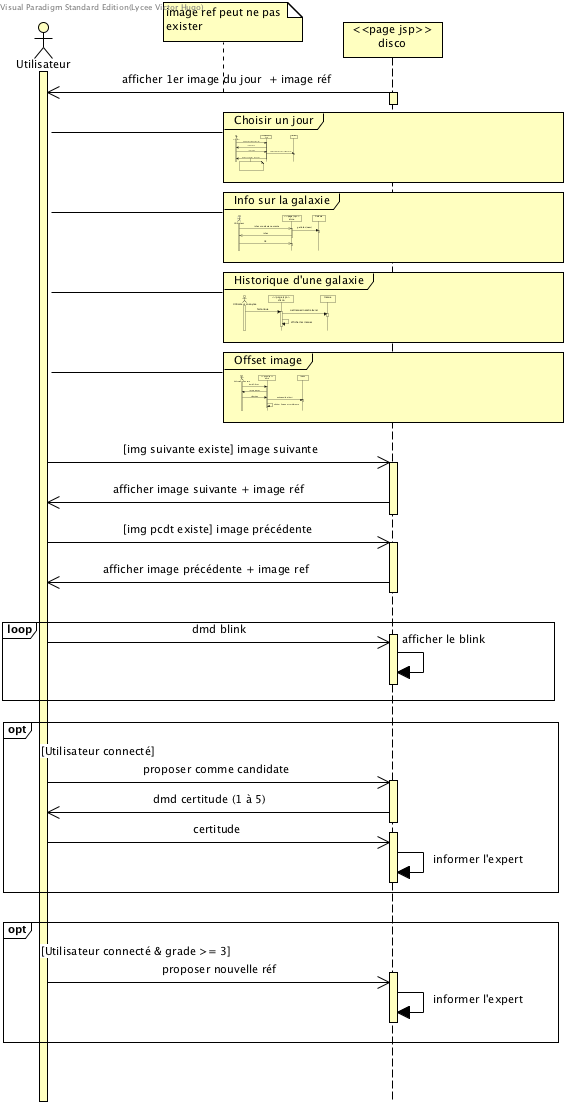 Visual Paradigm Standard Edition(Lycee Victor Hugo)
image ref peut ne pas
exister
<<page jsp>>
disco
Utilisateur
afficher 1er image du jour + image réf
Choisir un jour
Info sur la galaxie
Historique d'une galaxie
Offset image
[img suivante existe] image suivante
afficher image suivante + image réf
[img pcdt existe] image précédente
afficher image précédente + image ref
loop
dmd blink
afficher le blink
opt
[Utilisateur connecté]
proposer comme candidate
dmd certitude (1 à 5)
certitude
informer l'expert
opt
[Utilisateur connecté & grade >= 3]
proposer nouvelle réf
informer l'expert